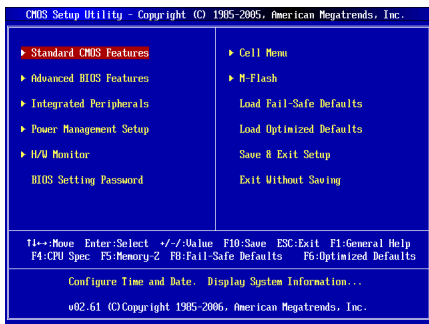 CMOS Setup Utility - Copyright (C) 1985-2005, American Megatrends, Inc.
▶ Standard CMOS Features
▶ Advanced BIOS Features
▶ Integrated Peripherals
▶ Power Management Setup
▶ H/W Monitor
BIOS Setting Password
▶ Cell Menu
▶ M-Flash
Load Fail-Safe Defaults
Load Optimized Defaults
Save & Exit Setup
Exit Without Saving
↑↓←→:Move Enter:Select +/-/:Value F10:Save ESC:Exit F1:General Help
F4:CPU Spec F5:Memory-Z F8:Fail-Safe Defaults F6:Optimized Defaults
Configure Time and Date. Display System Information...
v02.61 (C)Copyright 1985-2006, American Megatrends, Inc.